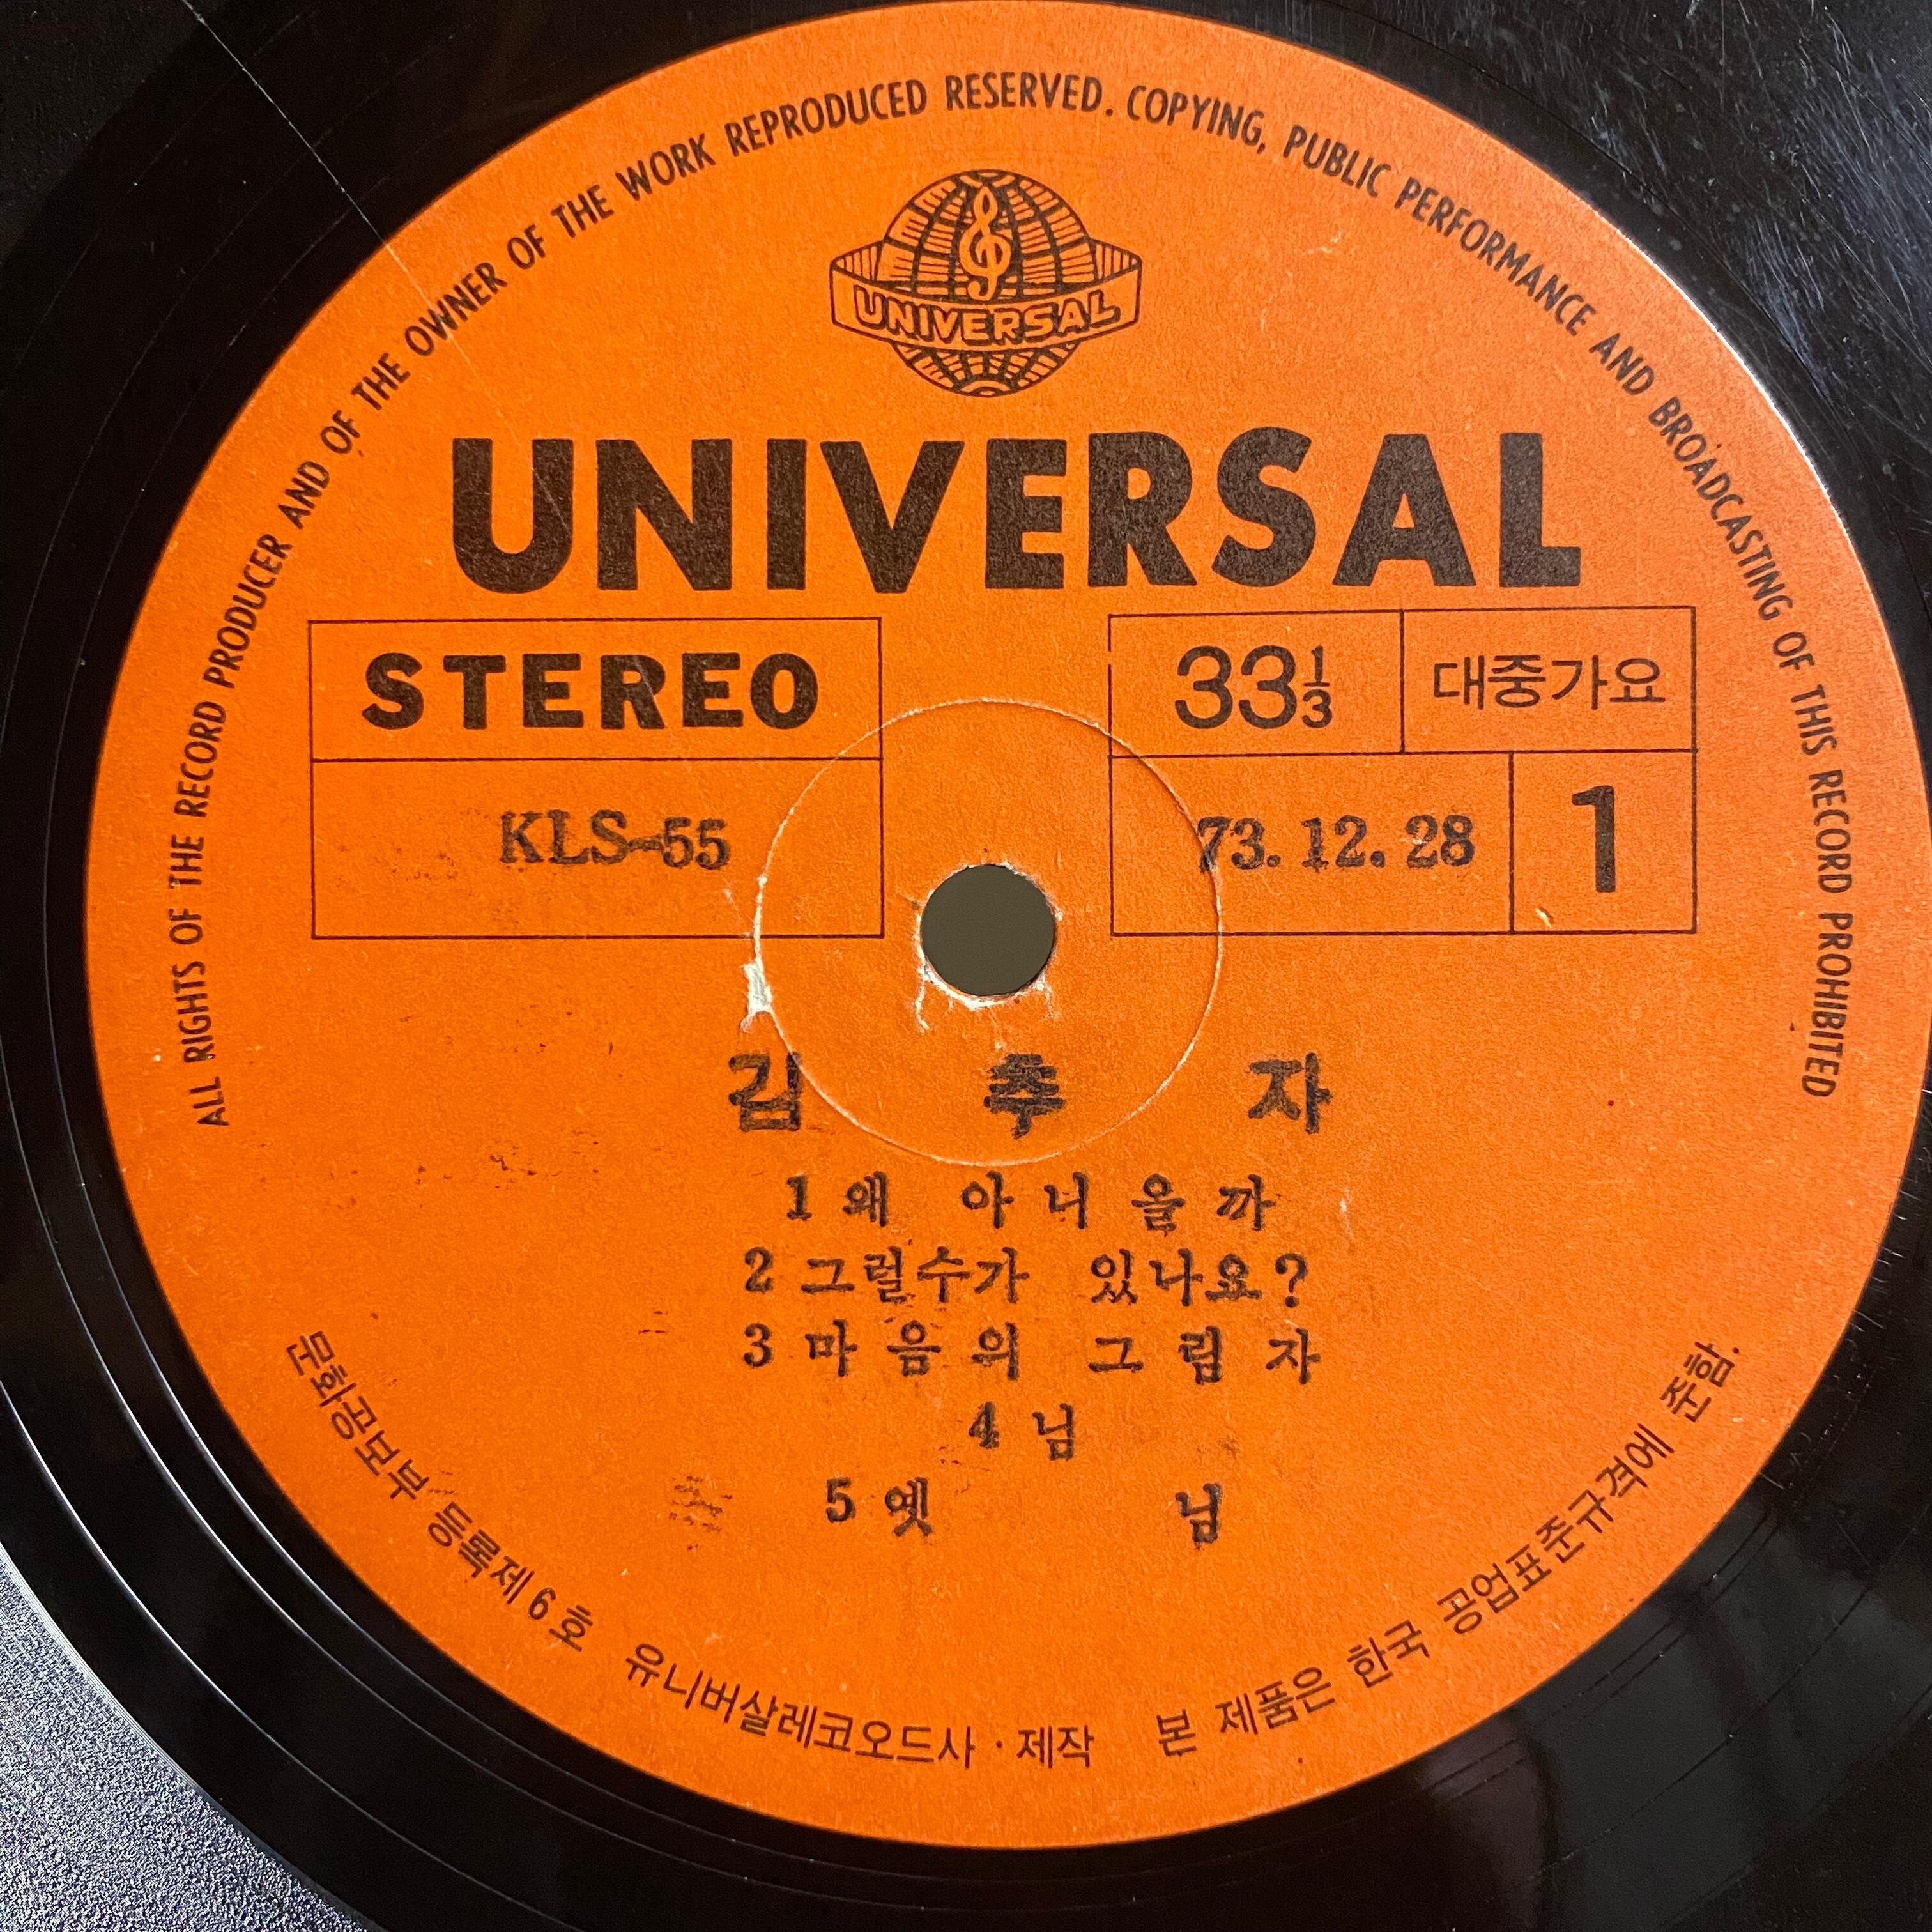 ALL RIGHTS OF THE RECORD PRODUCER AND OF THE OWNER OF THE WORK REPRODUCED RESERVED. COPYING, PUBLIC PERFORMANCE AND BROADCASTING OF THIS RECORD PROHIBITED
UNIVERSAL
UNIVERSAL
STEREO
33 1/3
대중가요
KLS-55
73.12.28
1
김 추 자
1 왜 아니을까
2 그럴수가 있나요?
3 마음의 그림자
4 님
5 옛 님
문화공보부 등록제 6 호 유니버살레코오드사 · 제작 본 제품은 한국 공업표준규격에 준함.